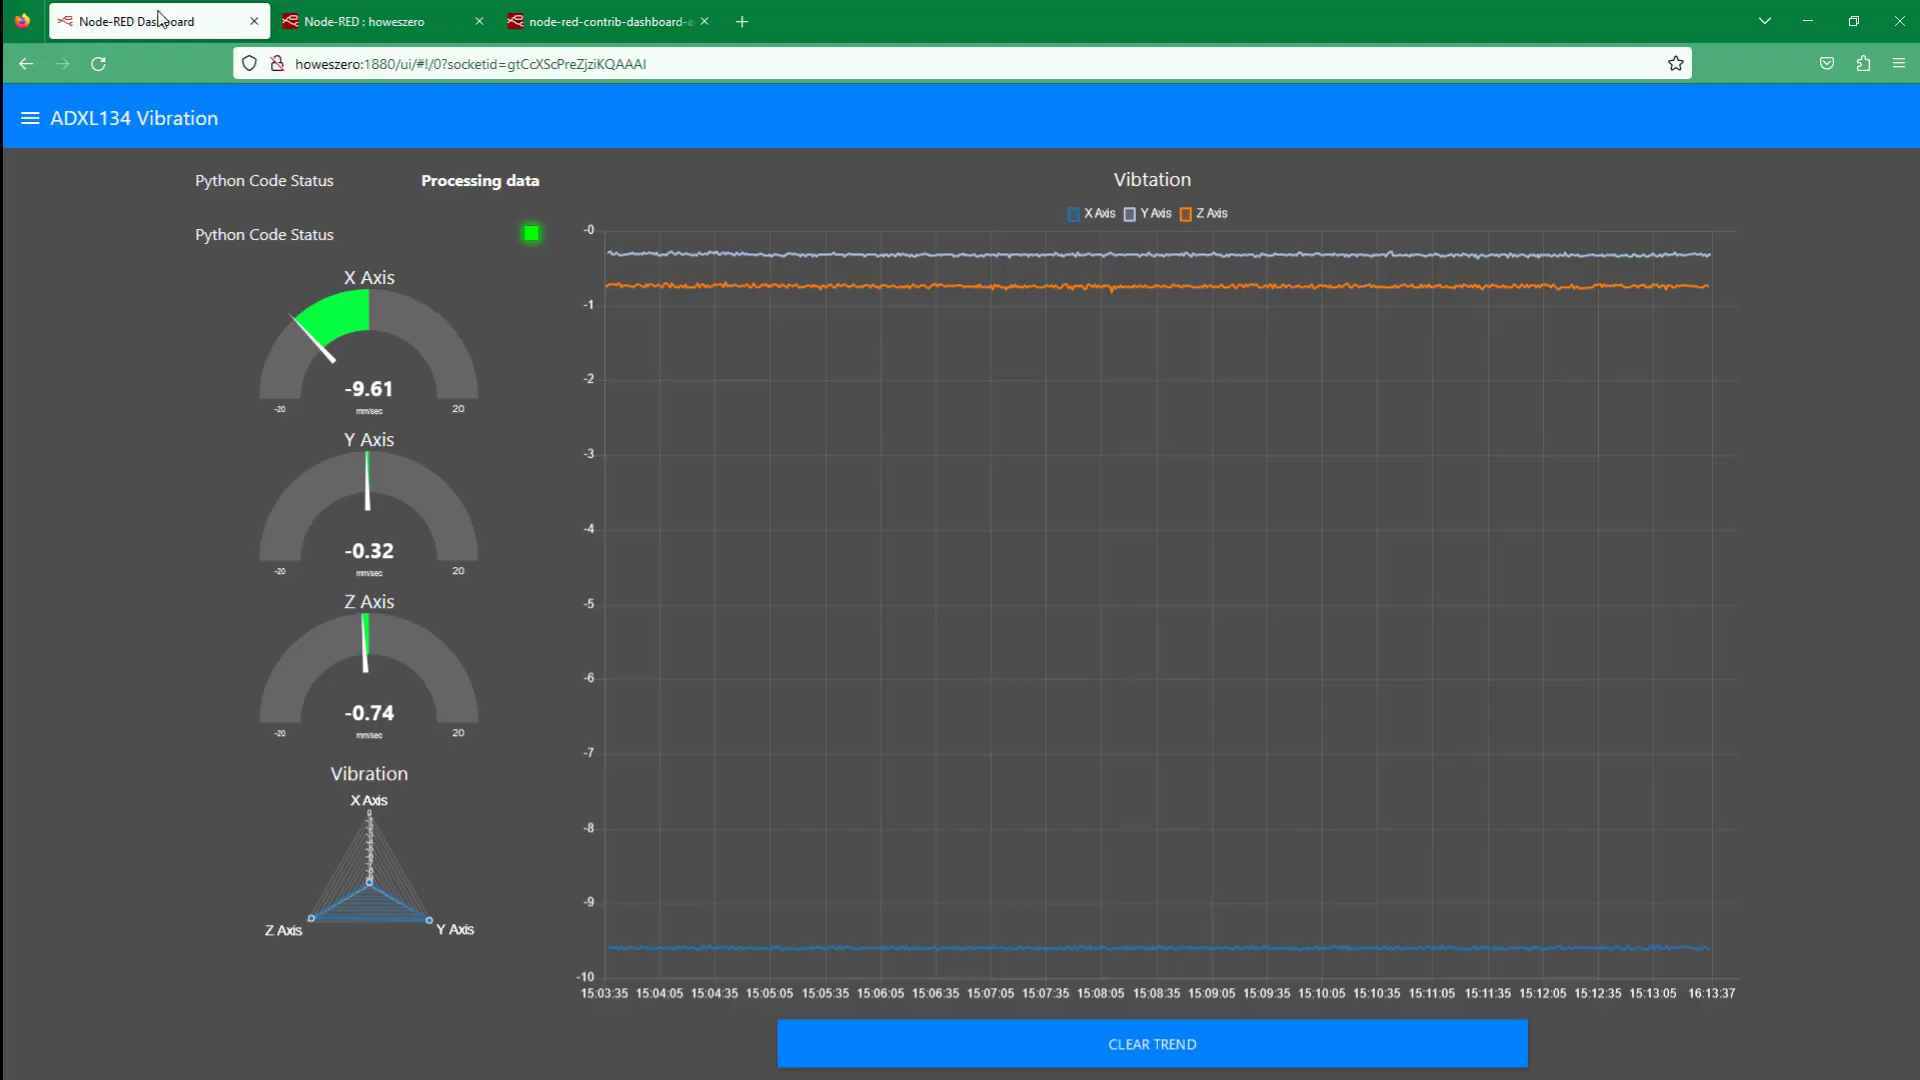 Node-RED Dashboard
Node-RED : howeszero
node-red-contrib-dashboard-a
howeszero:1880/ui/#!/0?socketid=gtCcXScPreZjziKQAAAI
ADXL134 Vibration
Python Code Status Processing data
Python Code Status
X Axis
-9.61
mm/sec
-20 20
Y Axis
-0.32
mm/sec
-20 20
Z Axis
-0.74
mm/sec
-20 20
Vibration
X Axis
Z Axis Y Axis
Vibtation
X Axis Y Axis Z Axis
-0
-1
-2
-3
-4
-5
-6
-7
-8
-9
-10
15:03:35 15:04:05 15:04:35 15:05:05 15:05:35 15:06:05 15:06:35 15:07:05 15:07:35 15:08:05 15:08:35 15:09:05 15:09:35 15:10:05 15:10:35 15:11:05 15:11:35 15:12:05 15:12:35 15:13:05 16:13:37
CLEAR TREND